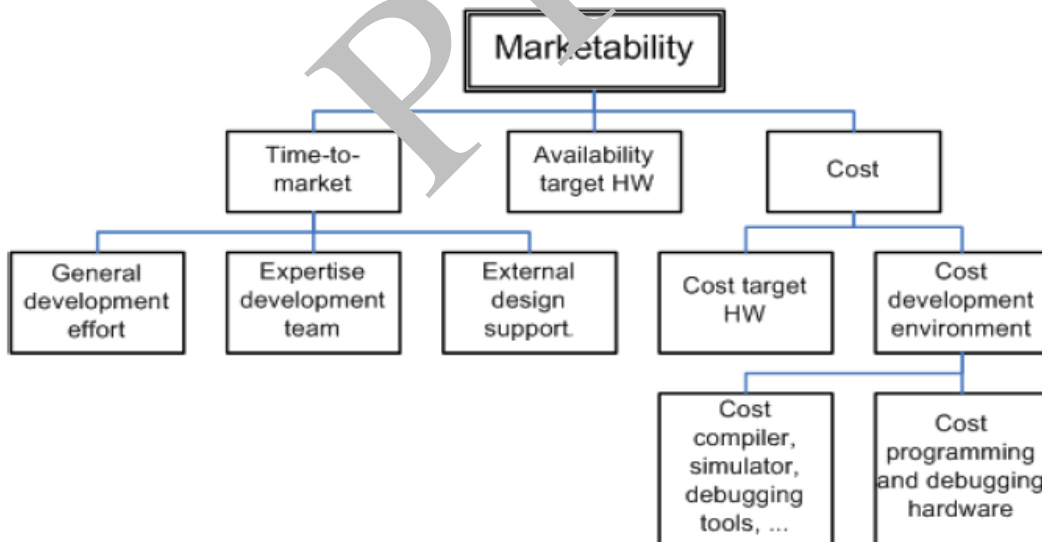 Marketability
Time-to-
market
Availability
target HW
Cost
General
development
effort
Expertise
development
team
External
design
support.
Cost target
HW
Cost
development
environment
Cost
compiler,
simulator,
debugging
tools, ...
Cost
programming
and debugging
hardware